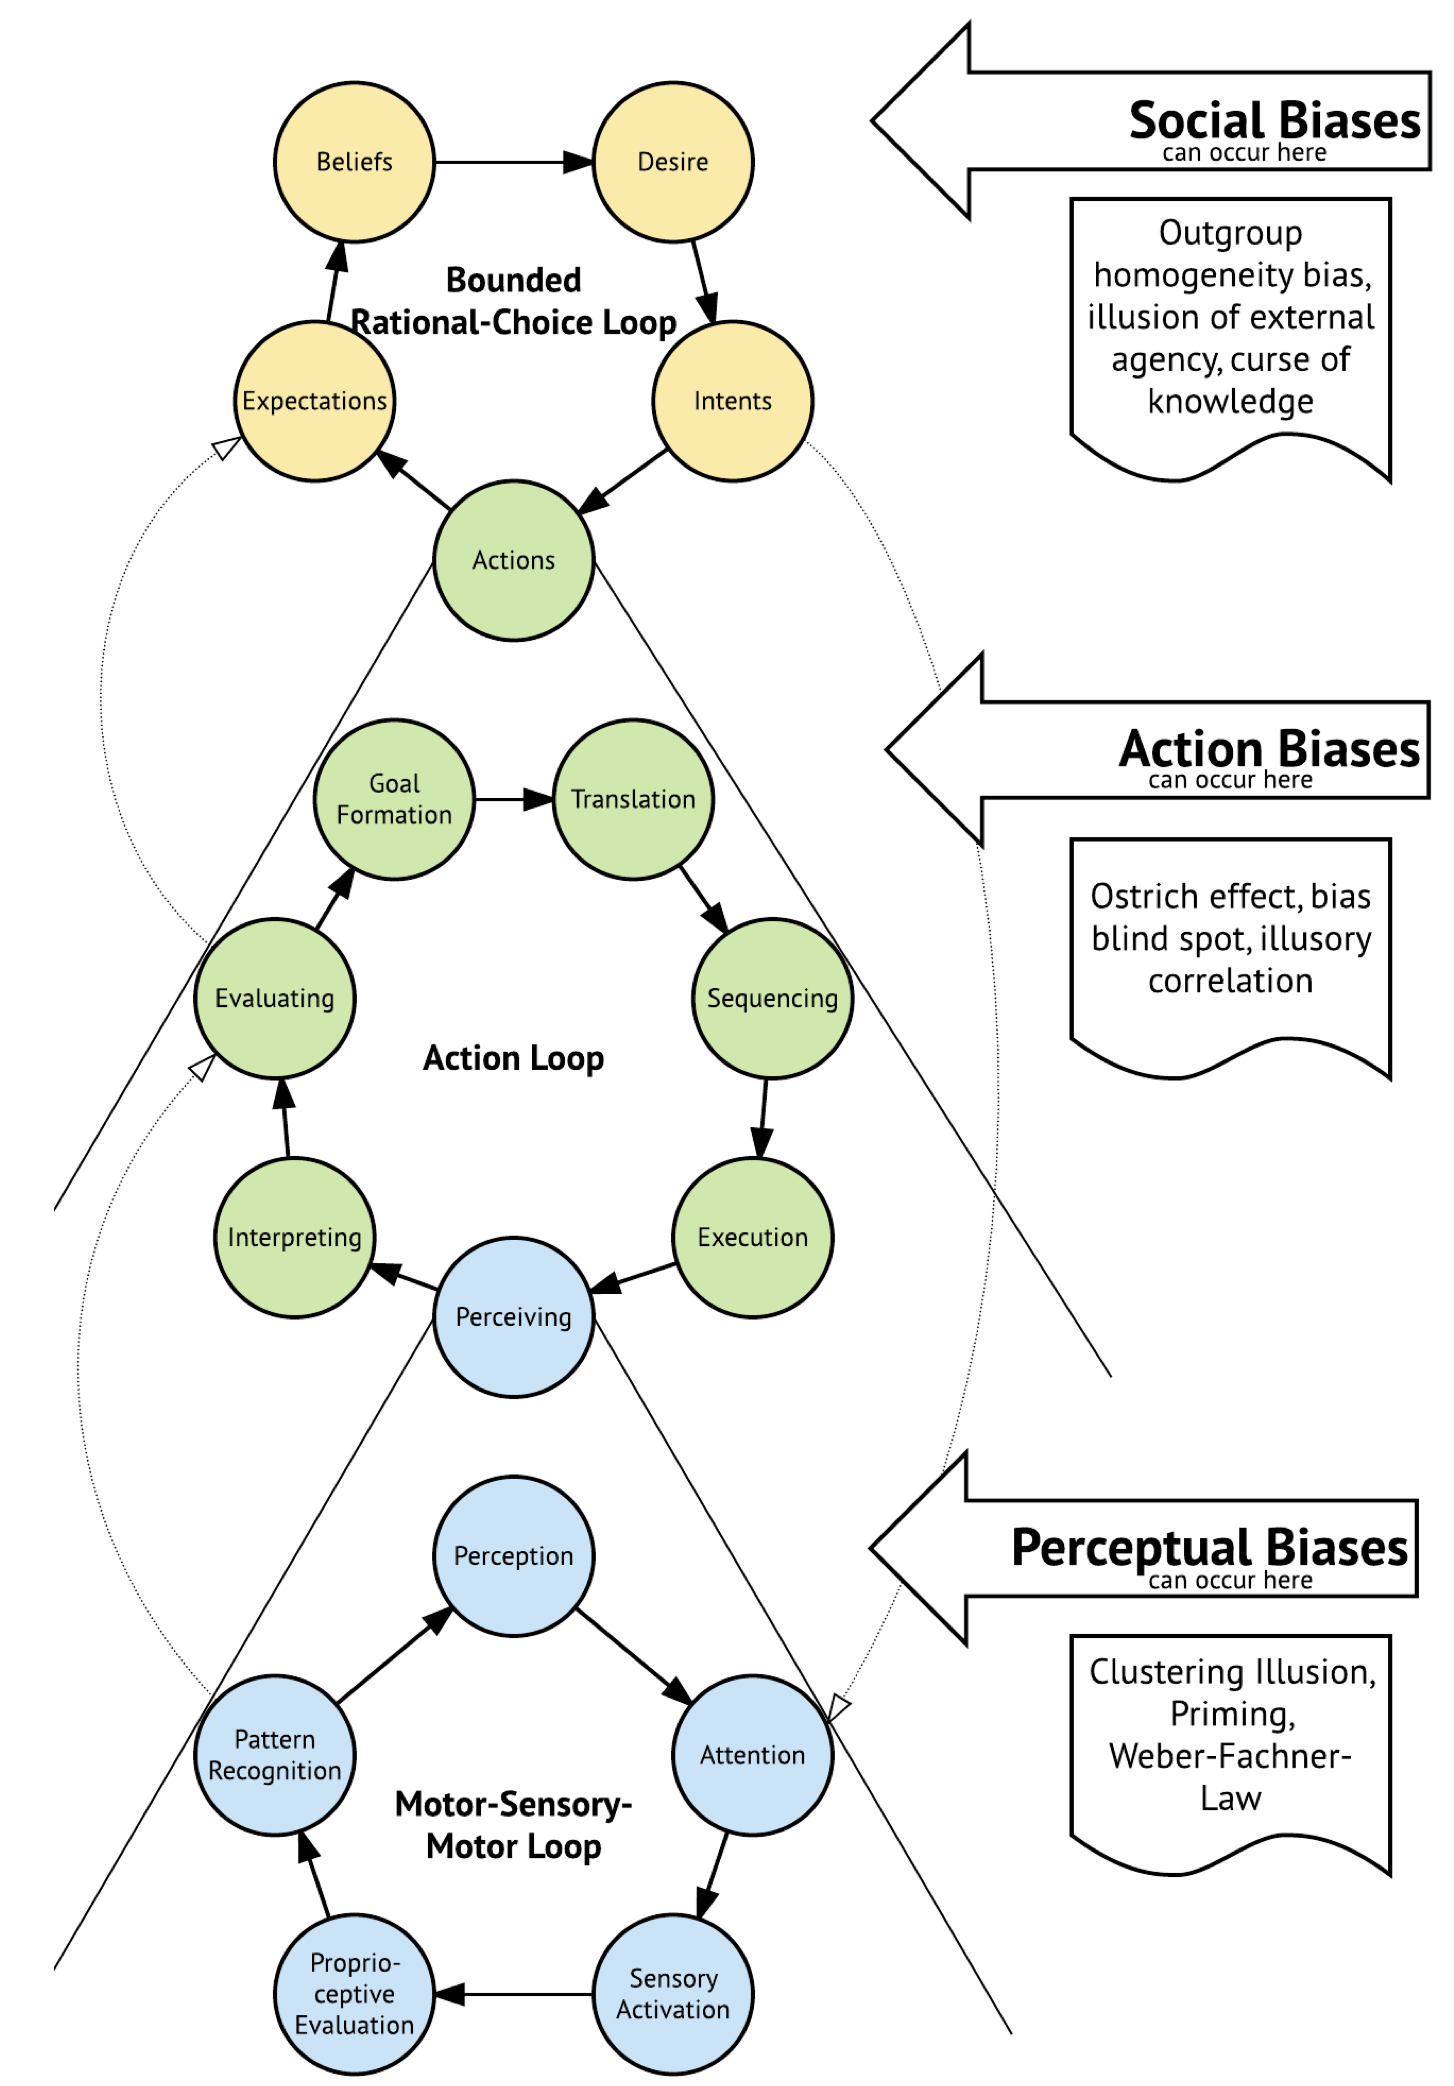 Social Biases
can occur here
Beliefs
Desire
Outgroup
homogeneity bias,
illusion of external
agency, curse of
knowledge
Bounded
Rational-Choice Loop
Expectations
Intents
Actions
Action Biases
can occur here
Goal
Formation
Translation
Ostrich effect, bias
blind spot, illusory
correlation
Evaluating
Sequencing
Action Loop
Interpreting
Execution
Perceiving
Perceptual Biases
can occur here
Perception
Clustering Illusion,
Priming,
Weber-Fachner-
Law
Pattern
Recognition
Attention
Motor-Sensory-
Motor Loop
Proprio-
ceptive
Evaluation
Sensory
Activation